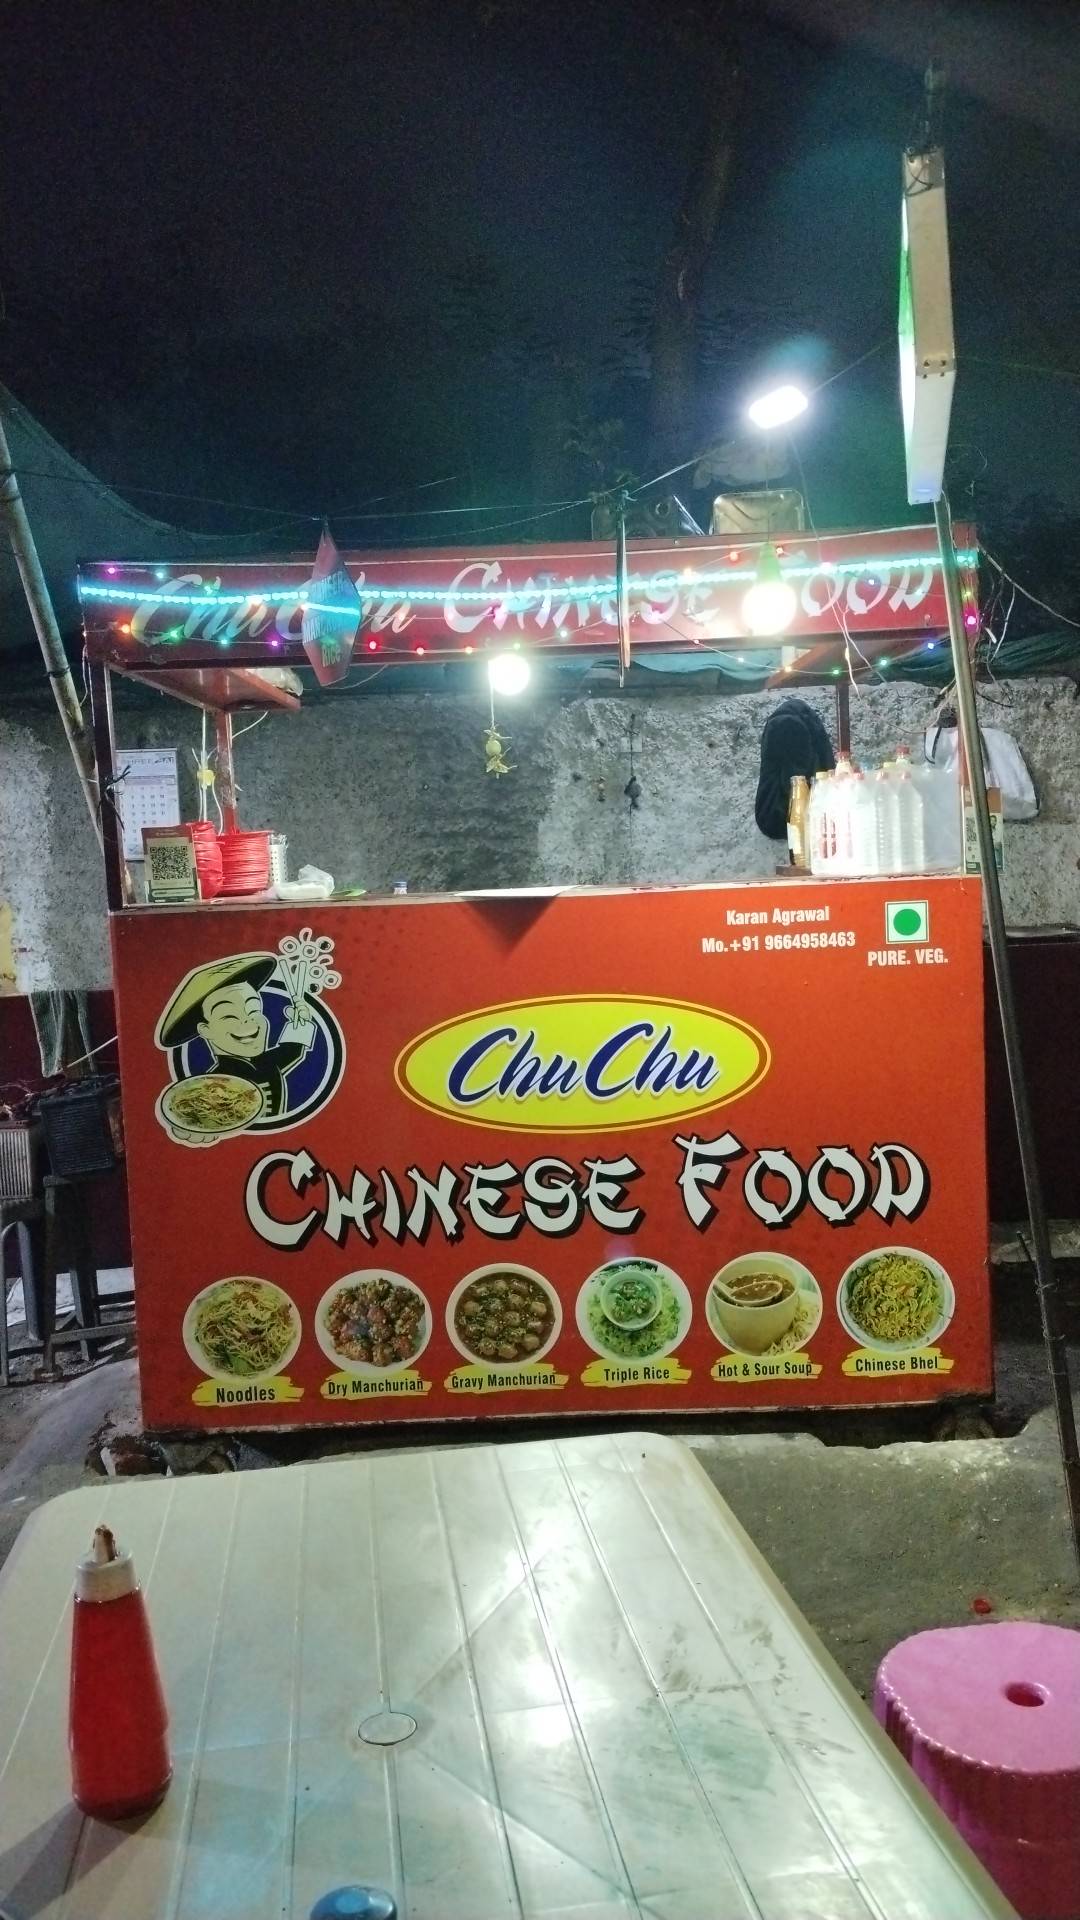 ChuChu Chinese Food
Rice
Karan Agrawal
Mo.+91 9664958463
PURE. VEG.
ChuChu
CHINESE FOOD
Noodles
Dry Manchurian
Gravy Manchurian
Triple Rice
Hot & Sour Soup
Chinese Bhel